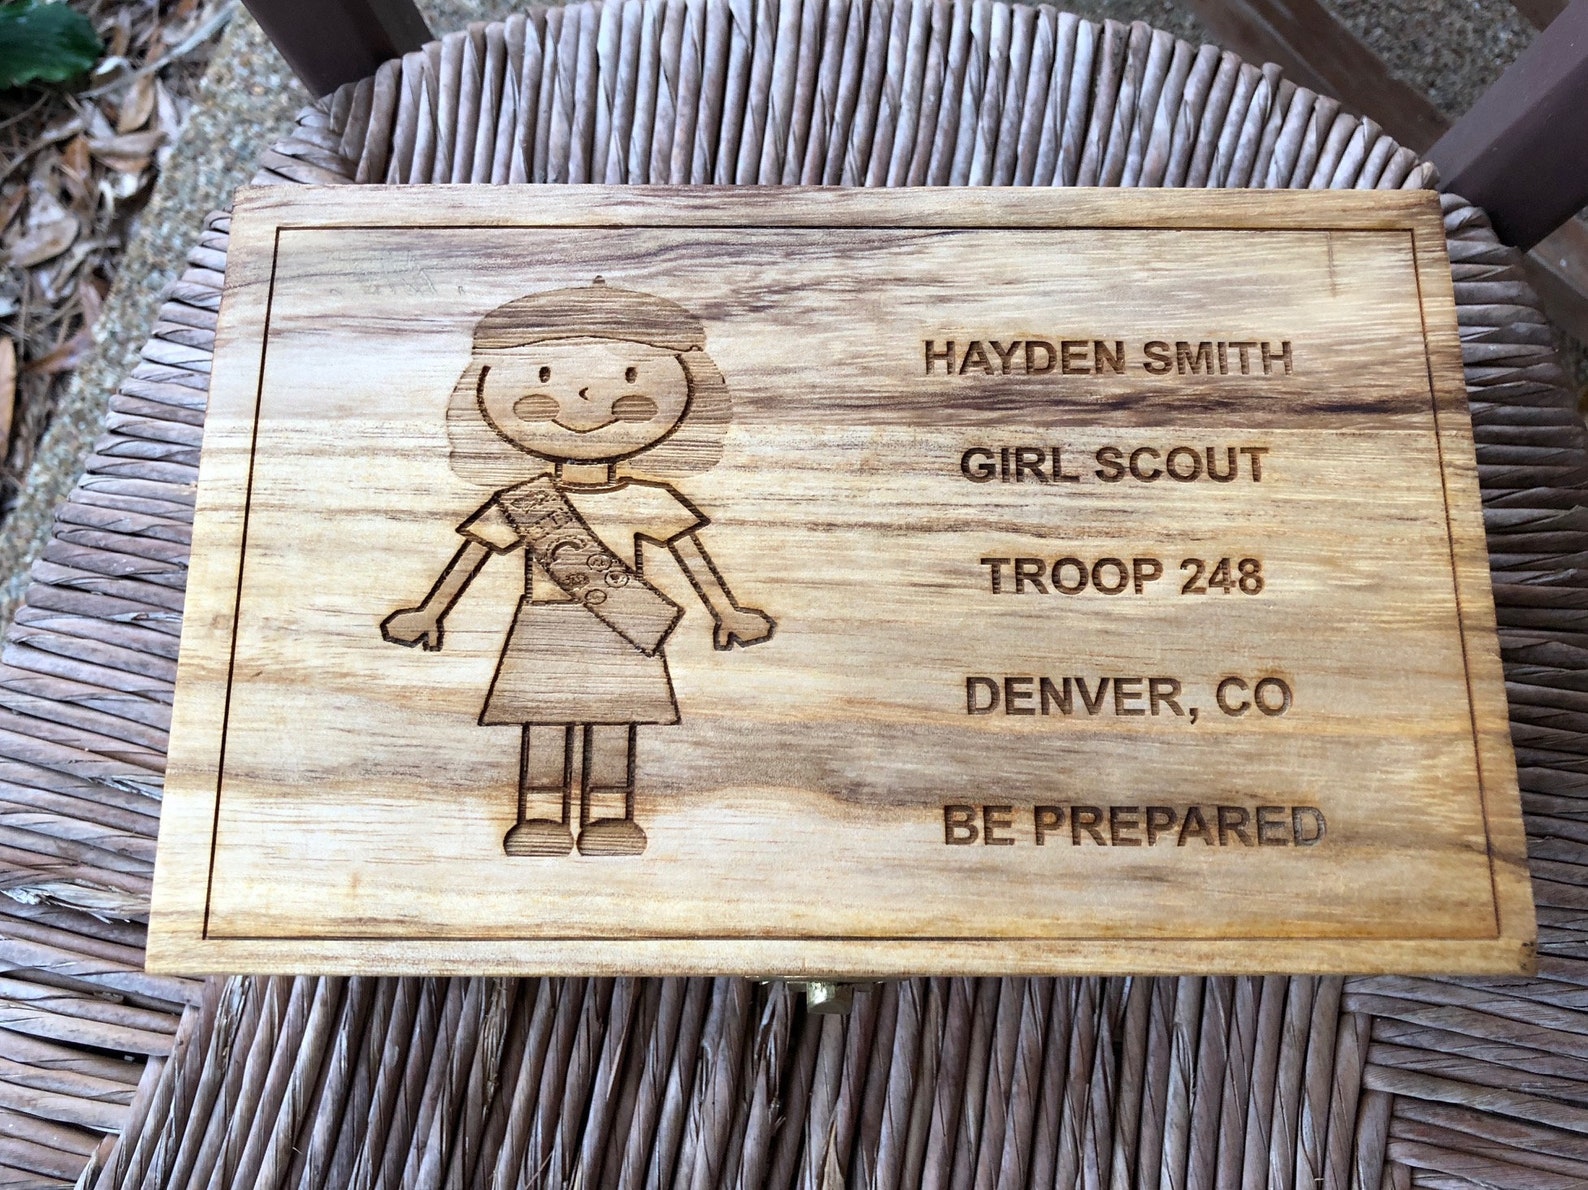 HAYDEN SMITH
GIRL SCOUT
TROOP 248
DENVER, CO
BE PREPARED